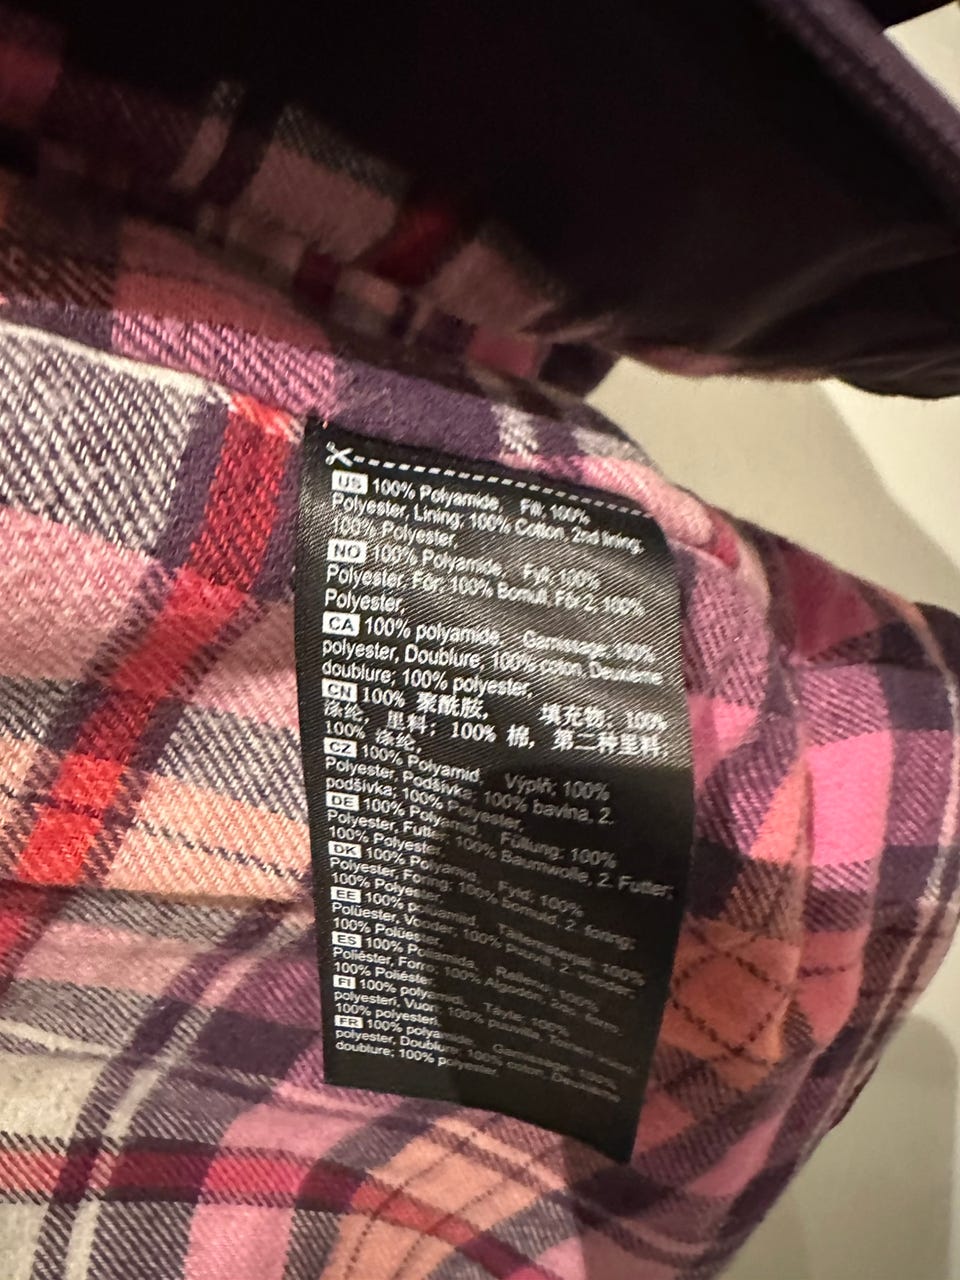 US 100% Polyamide, Fill: 100%
Polyester, Lining; 100% Cotton, 2nd lining;
100% Polyester,
NO 100% Polyamide, Fyll; 100%
Polyester, Fôr; 100% Bomull, Fôr 2, 100%
Polyester,
CA 100% polyamide, Garnissage; 100%
polyester, Doublure; 100% coton, Deuxième
doublure; 100% polyester,
CN 100% 聚酰胺, 填充物; 100%
涤纶, 里料; 100% 棉, 第二种里料;
100% 涤纶,
CZ 100% Polyamid, Výplň; 100%
Polyester, Podšívka; 100% bavlna, 2.
podšívka; 100% Polyester,
DE 100% Polyamid, Füllung; 100%
Polyester, Futter; 100% Baumwolle, 2. Futter;
100% Polyester,
DK 100% Polyamid, Fyld; 100%
Polyester, Foring; 100% bomuld, 2. foring;
100% Polyester,
EE 100% polüamiid, Täitematerjal; 100%
Polüester, Vooder; 100% puuvill, 2. vooder;
100% Polüester,
ES 100% Poliamida, Relleno; 100%
Poliéster, Forro; 100% Algodón, 2do. forro;
100% Poliéster,
FI 100% polyamidi, Täyte; 100%
polyesteri, Vuori; 100% puuvilla, Toinen vuori;
100% polyesteri,
FR 100% polyamide, Garnissage; 100%
polyester, Doublure; 100% coton, Deuxième
doublure; 100% polyester,